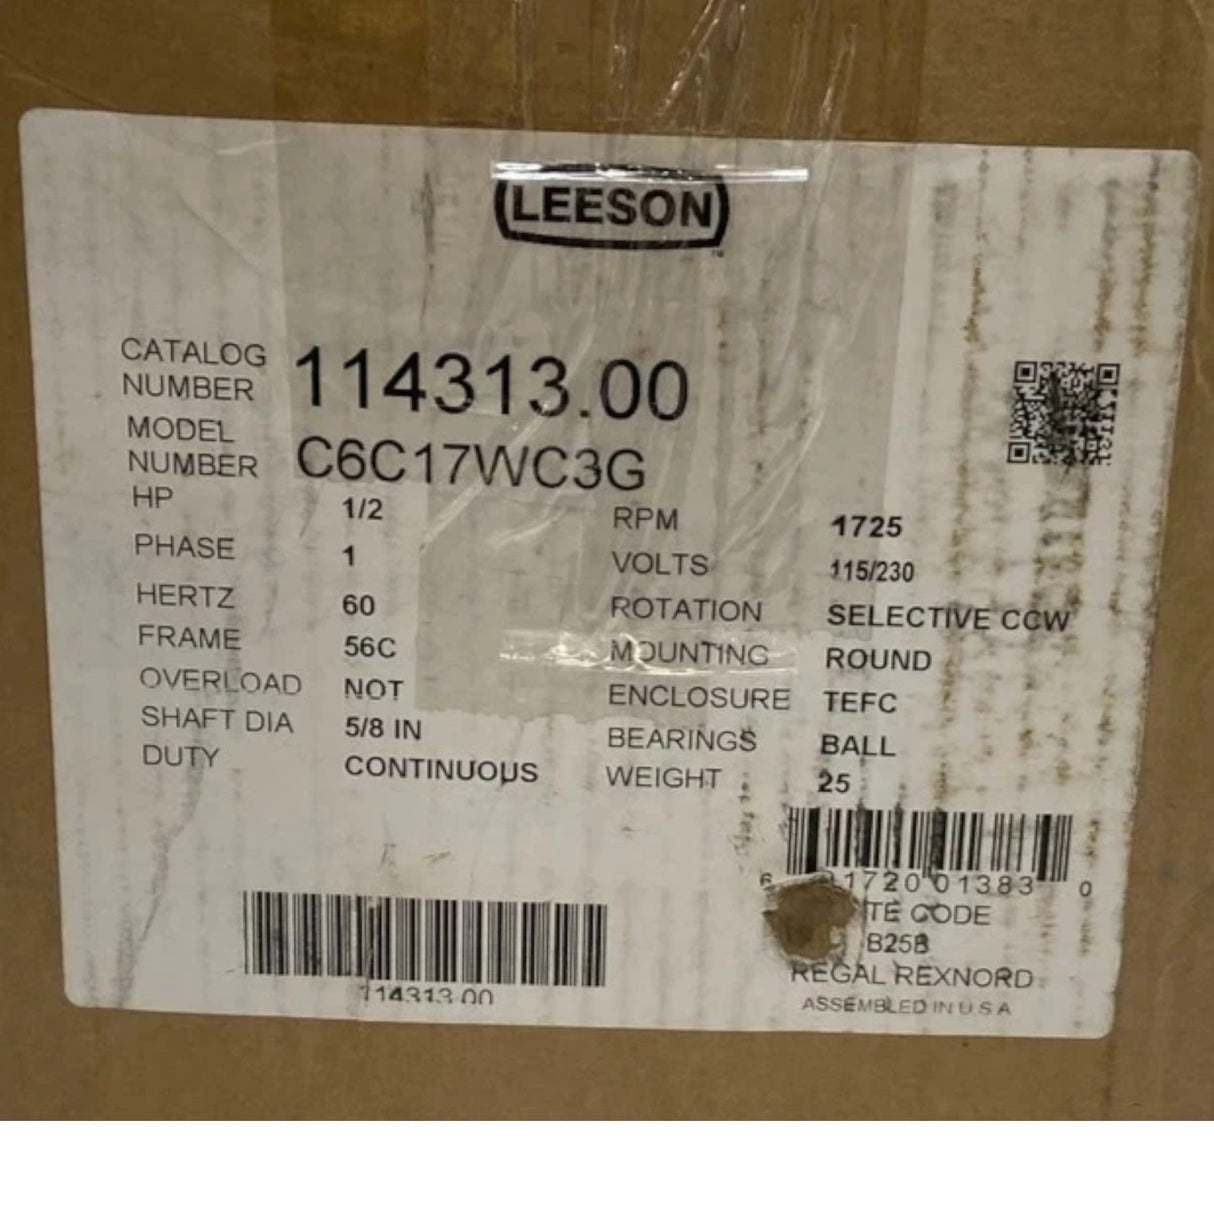 LEESON
CATALOG NUMBER 114313.00
MODEL NUMBER C6C17WC3G
HP 1/2 RPM 1725
PHASE 1 VOLTS 115/230
HERTZ 60 ROTATION SELECTIVE CCW
FRAME 56C MOUNTING ROUND
OVERLOAD NOT ENCLOSURE TEFC
SHAFT DIA 5/8 IN BEARINGS BALL
DUTY CONTINUOUS WEIGHT 25
6 1720 01383 0
TE CODE
B25B
REGAL REXNORD
ASSEMBLED IN U S A
114313.00